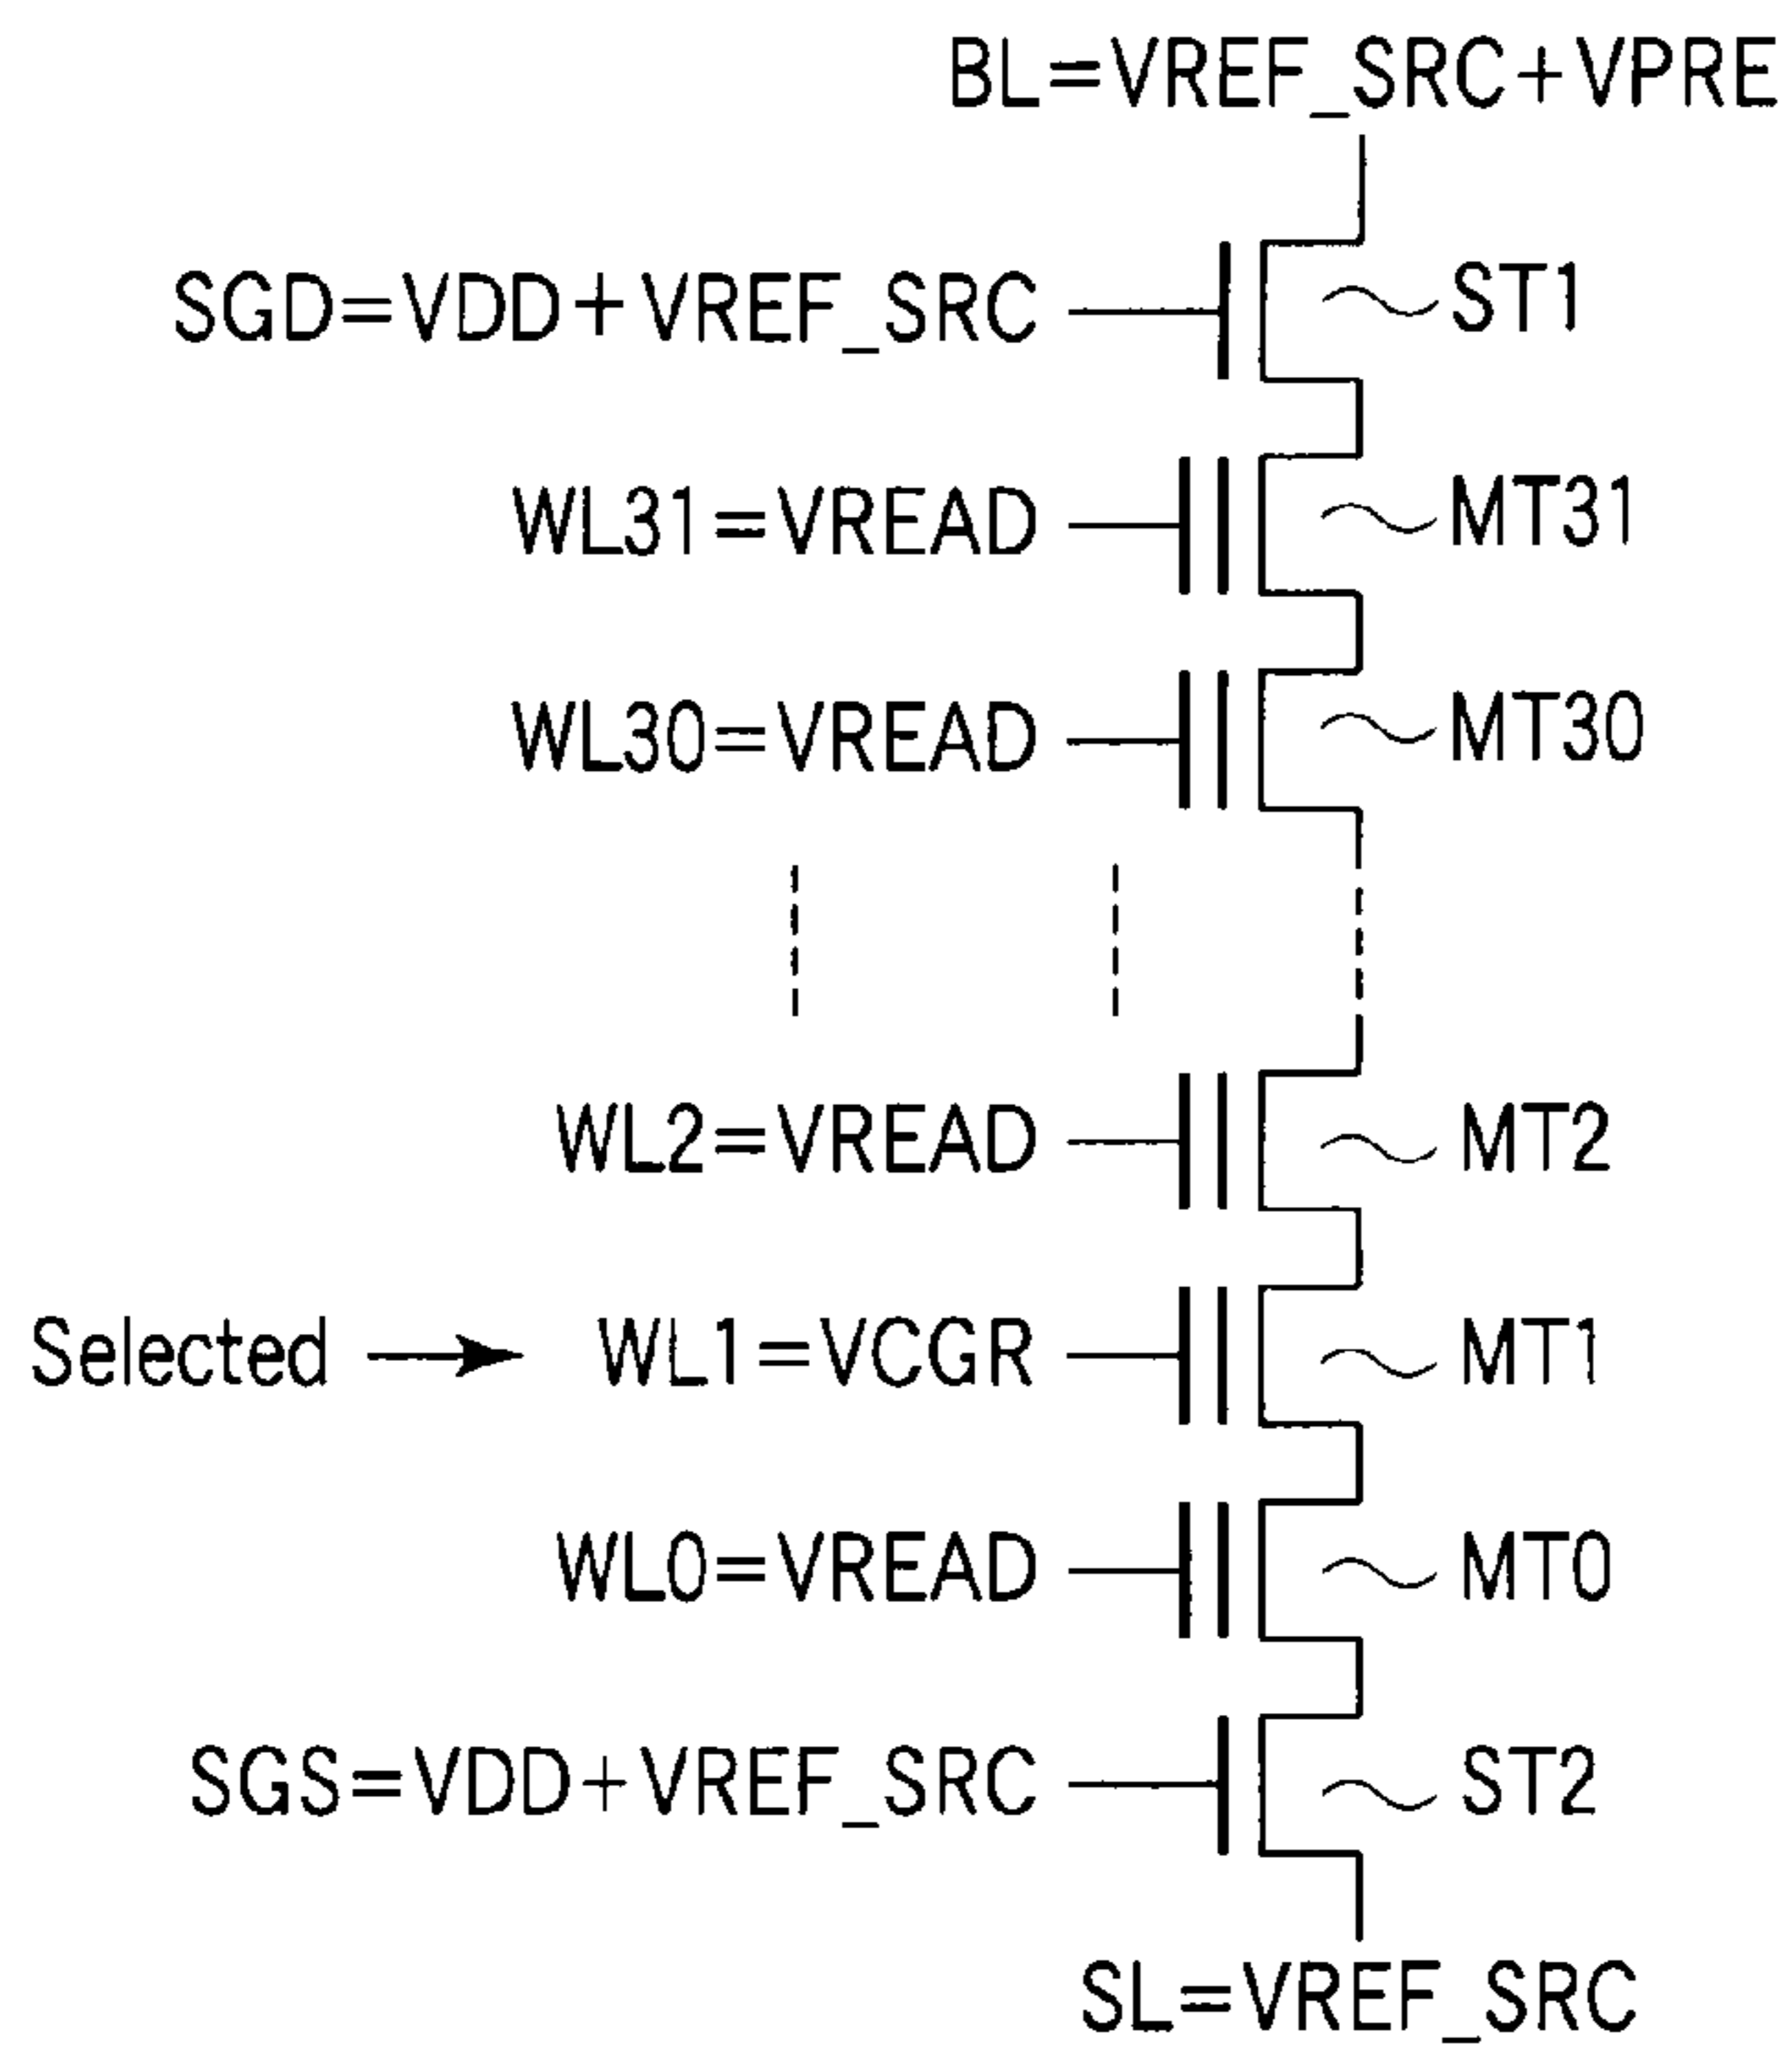 BL=VREF_SRC+VPRE
SGD=VDD+VREF_SRC ST1
WL31=VREAD MT31
WL30=VREAD MT30
WL2=VREAD MT2
Selected WL1=VCGR MT1
WL0=VREAD MT0
SGS=VDD+VREF_SRC ST2
SL=VREF_SRC